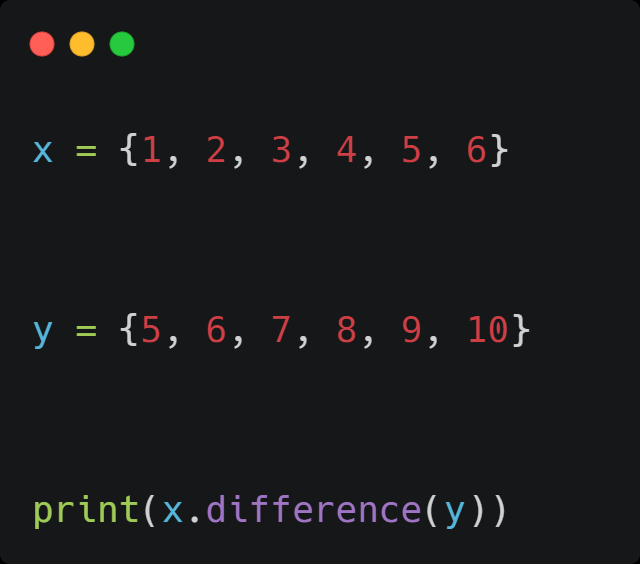 x = {1, 2, 3, 4, 5, 6}
y = {5, 6, 7, 8, 9, 10}
print(x.difference(y))